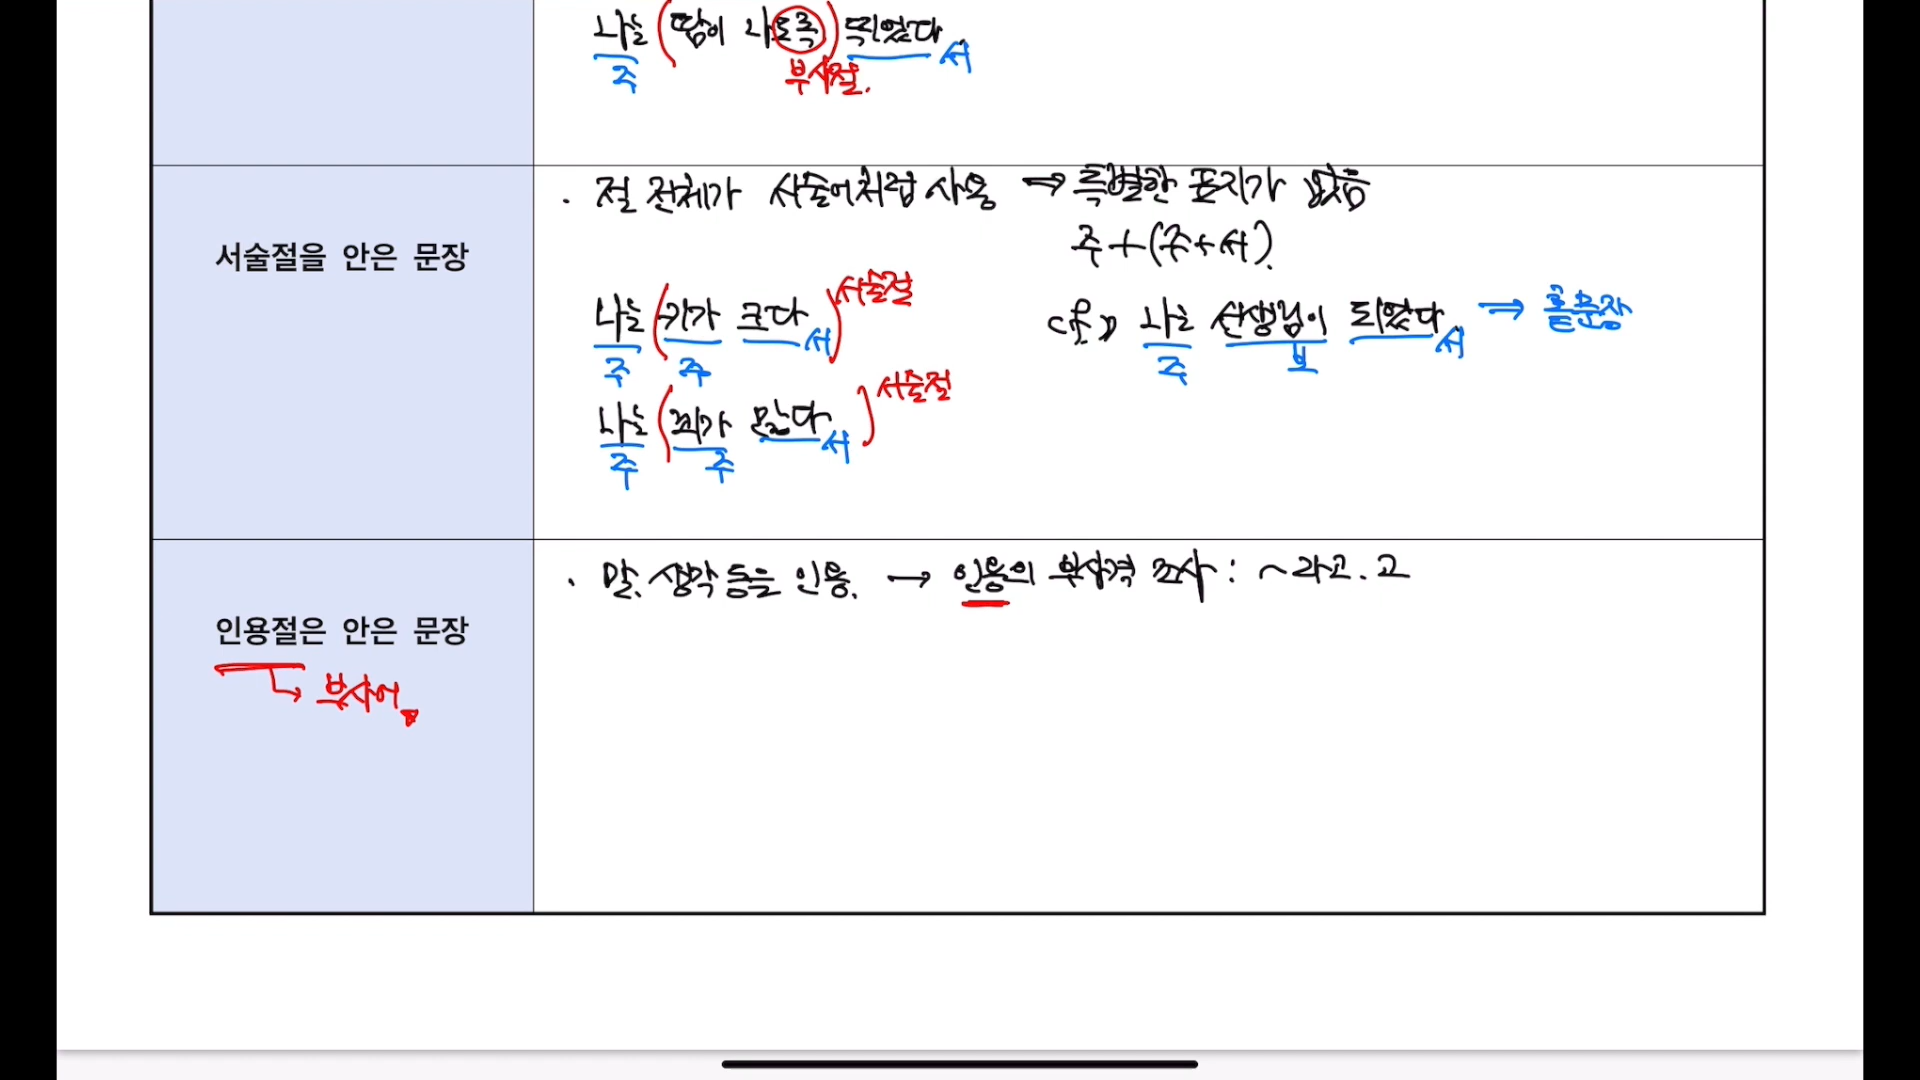 나는 (땀이 나도록) 뛰었다.
주 부사절. 서
서술절을 안은 문장
· 절 전체가 서술어처럼 사용 → 특별한 표지가 없음
주+(주+서).
나는 (키가 크다) 서술절
주 주 서
cf) 나는 선생님이 되었다. ⇒ 홑문장
주 보 서
나는 (꾀가 많다) 서술절
주 주 서
인용절은 안은 문장
→ 부사어
· 말, 생각 등을 인용. → 인용의 부사격 조사 : ~라고, 고